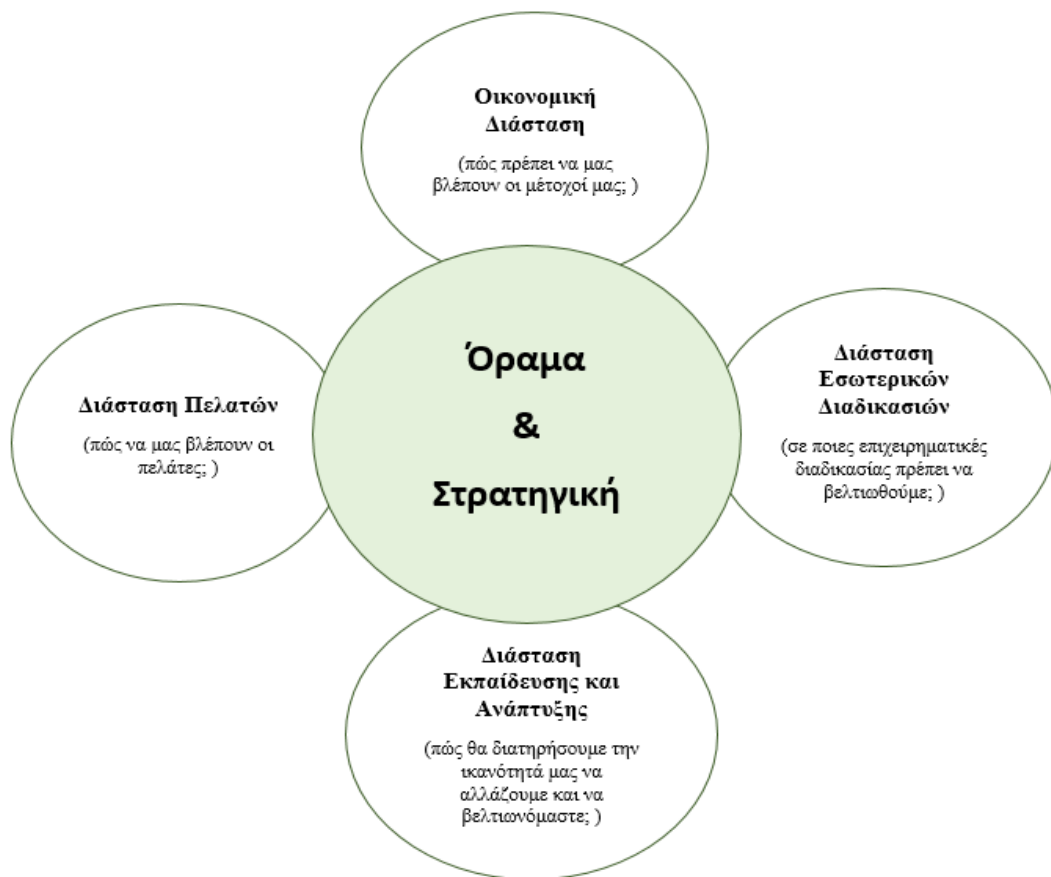 Οικονομική
Διάσταση
(πώς πρέπει να μας
βλέπουν οι μέτοχοί μας; )
Διάσταση Πελατών
(πώς να μας βλέπουν οι
πελάτες; )
Όραμα
&
Στρατηγική
Διάσταση
Εσωτερικών
Διαδικασιών
(σε ποιες επιχειρηματικές
διαδικασίας πρέπει να
βελτιωθούμε; )
Διάσταση
Εκπαίδευσης και
Ανάπτυξης
(πώς θα διατηρήσουμε την
ικανότητά μας να
αλλάζουμε και να
βελτιωνόμαστε; )